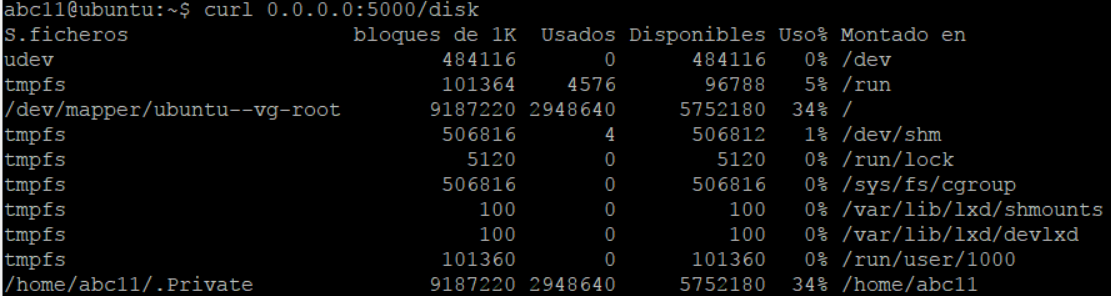 abc11@ubuntu:~$ curl 0.0.0.0:5000/disk
S.ficheros bloques de 1K Usados Disponibles Uso% Montado en
udev 484116 0 484116 0% /dev
tmpfs 101364 4576 96788 5% /run
/dev/mapper/ubuntu--vg-root 9187220 2948640 5752180 34% /
tmpfs 506816 4 506812 1% /dev/shm
tmpfs 5120 0 5120 0% /run/lock
tmpfs 506816 0 506816 0% /sys/fs/cgroup
tmpfs 100 0 100 0% /var/lib/lxd/shmounts
tmpfs 100 0 100 0% /var/lib/lxd/devlxd
tmpfs 101360 0 101360 0% /run/user/1000
/home/abc11/.Private 9187220 2948640 5752180 34% /home/abc11